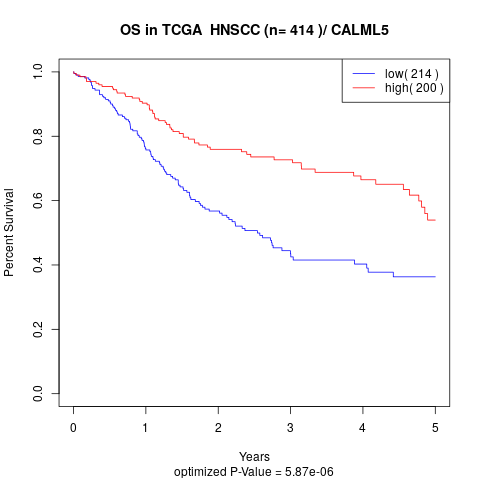 OS in TCGA HNSCC (n= 414 )/ CALML5
low( 214 )
high( 200 )
Percent Survival
1.0
0.8
0.6
0.4
0.2
0.0
0 1 2 3 4 5
Years
optimized P-Value = 5.87e-06